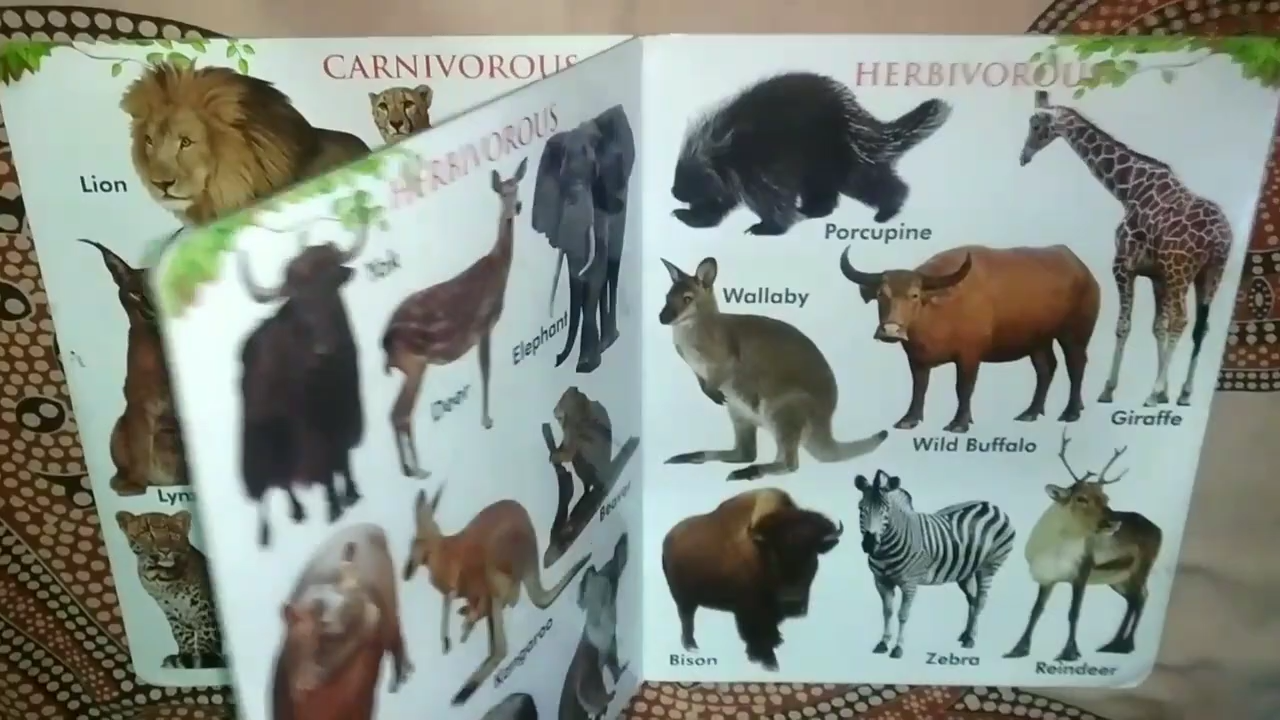 CARNIVOROUS
Lion
Lynx
HERBIVOROUS
Yak
Deer
Elephant
Beaver
Kangaroo
HERBIVOROUS
Porcupine
Wallaby
Wild Buffalo
Giraffe
Bison
Zebra
Reindeer